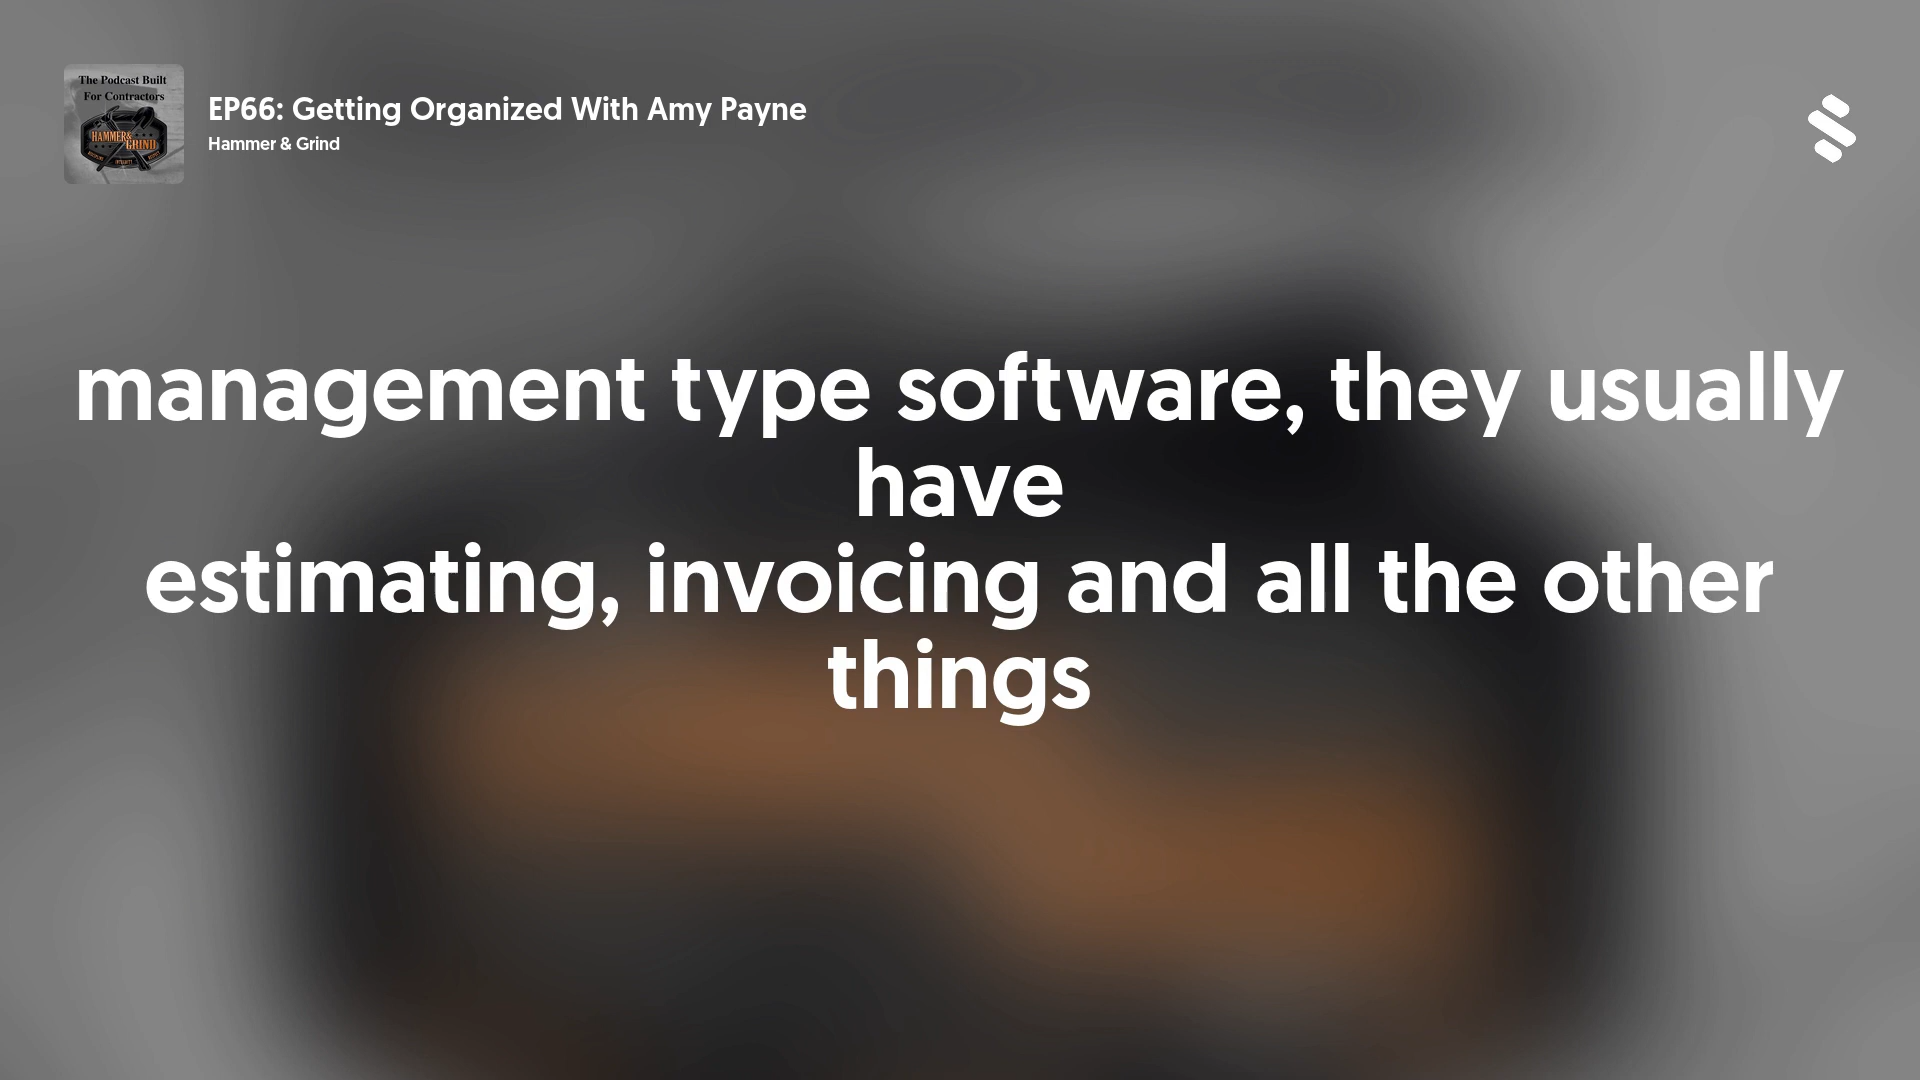 The Podcast Built
For Contractors
HAMMER&
GRIND
EP66: Getting Organized With Amy Payne
Hammer & Grind
management type software, they usually
have
estimating, invoicing and all the other
things